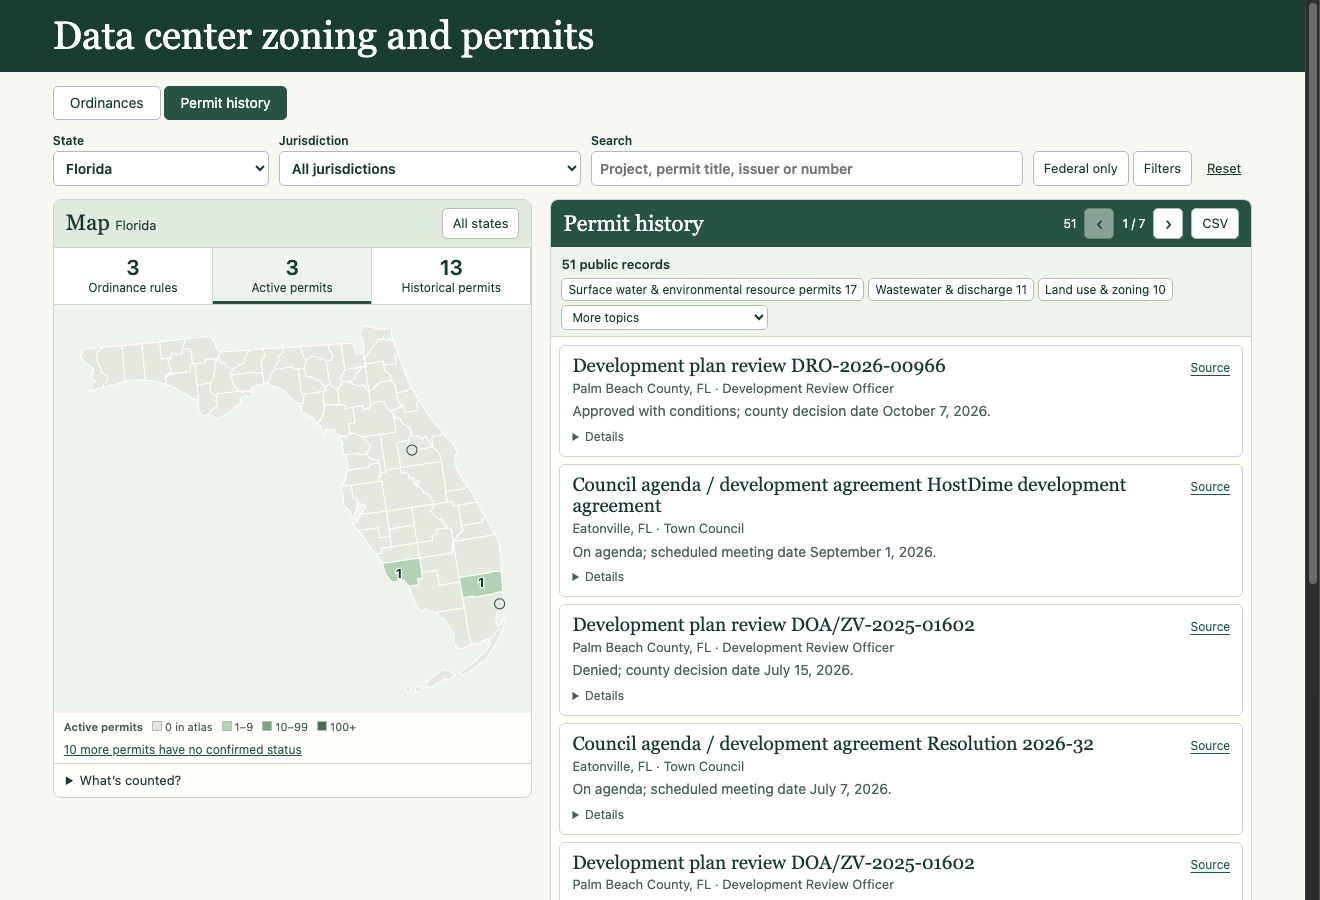 Data center zoning and permits
Ordinances
Permit history
State
Jurisdiction
Search
Florida
All jurisdictions
Project, permit title, issuer or number
Federal only
Filters
Reset
Map Florida
All states
3
Ordinance rules
3
Active permits
13
Historical permits
1
1
Active permits 0 in atlas 1–9 10–99 100+
10 more permits have no confirmed status
What's counted?
Permit history
51
‹
1 / 7
›
CSV
51 public records
Surface water & environmental resource permits 17
Wastewater & discharge 11
Land use & zoning 10
More topics
Development plan review DRO-2026-00966
Source
Palm Beach County, FL · Development Review Officer
Approved with conditions; county decision date October 7, 2026.
Details
Council agenda / development agreement HostDime development
agreement
Source
Eatonville, FL · Town Council
On agenda; scheduled meeting date September 1, 2026.
Details
Development plan review DOA/ZV-2025-01602
Source
Palm Beach County, FL · Development Review Officer
Denied; county decision date July 15, 2026.
Details
Council agenda / development agreement Resolution 2026-32
Source
Eatonville, FL · Town Council
On agenda; scheduled meeting date July 7, 2026.
Details
Development plan review DOA/ZV-2025-01602
Source
Palm Beach County, FL · Development Review Officer